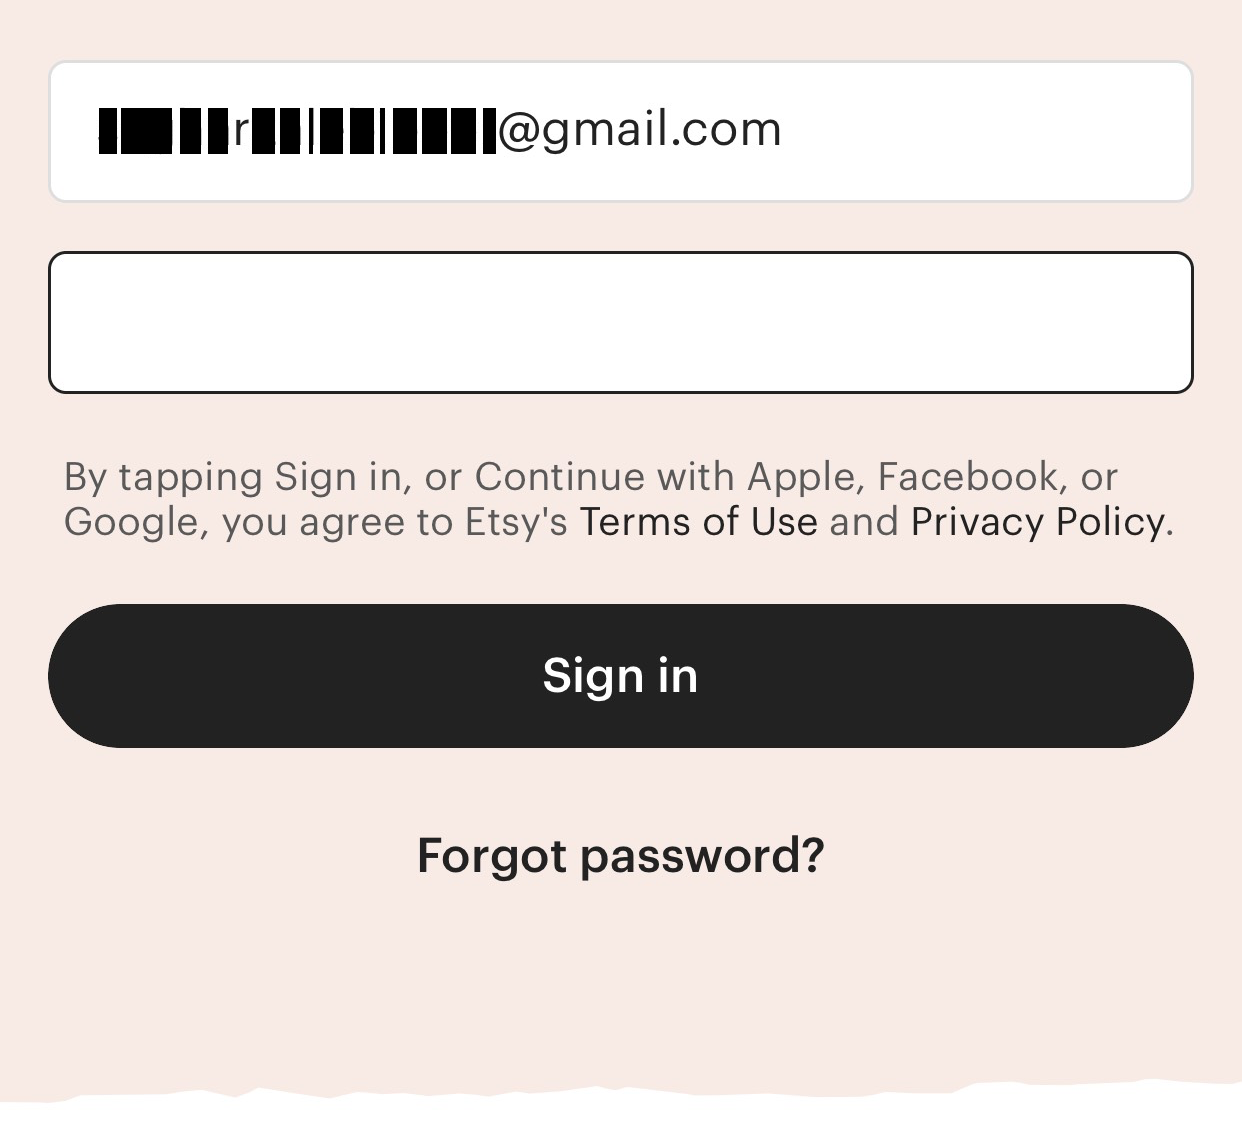 @gmail.com
By tapping Sign in, or Continue with Apple, Facebook, or
Google, you agree to Etsy's Terms of Use and Privacy Policy.
Sign in
Forgot password?